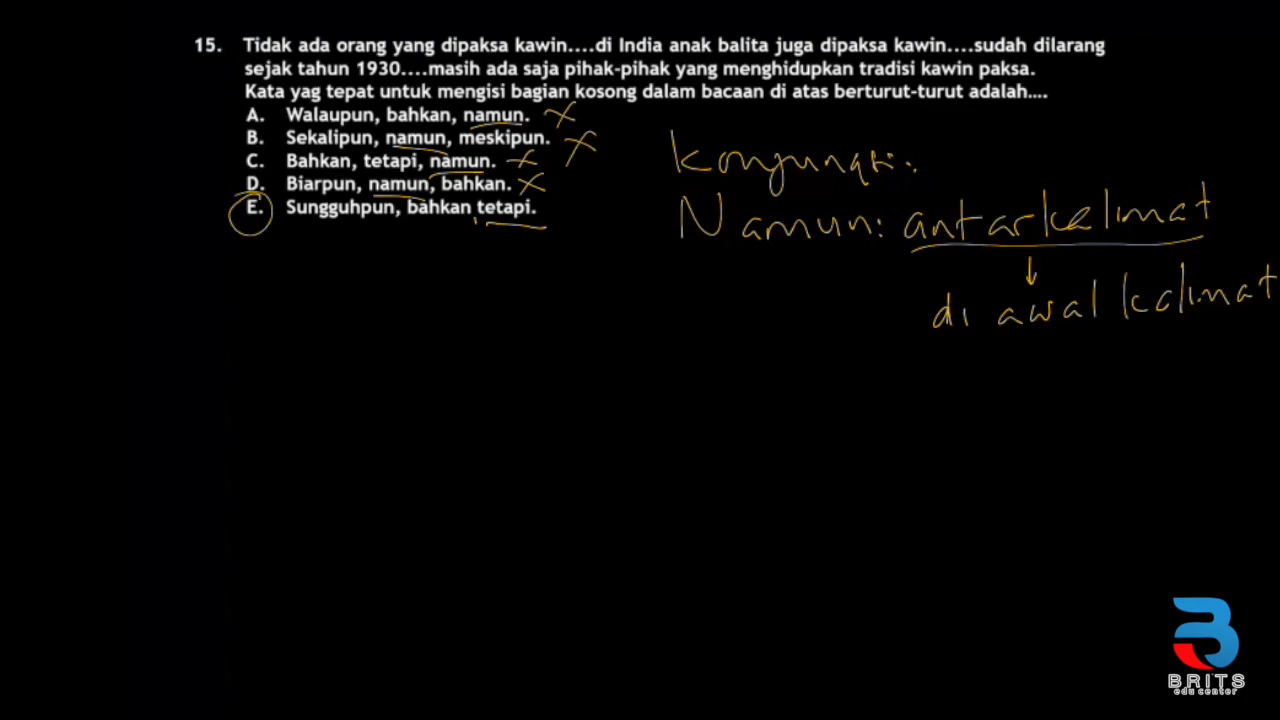 15. Tidak ada orang yang dipaksa kawin....di India anak balita juga dipaksa kawin....sudah dilarang
sejak tahun 1930....masih ada saja pihak-pihak yang menghidupkan tradisi kawin paksa.
Kata yag tepat untuk mengisi bagian kosong dalam bacaan di atas berturut-turut adalah....
A. Walaupun, bahkan, namun.
B. Sekalipun, namun, meskipun.
C. Bahkan, tetapi, namun.
D. Biarpun, namun, bahkan.
E. Sungguhpun, bahkan tetapi.
Konjungsi:
Namun: antarkalimat
di awal kalimat
BRITS
edu center